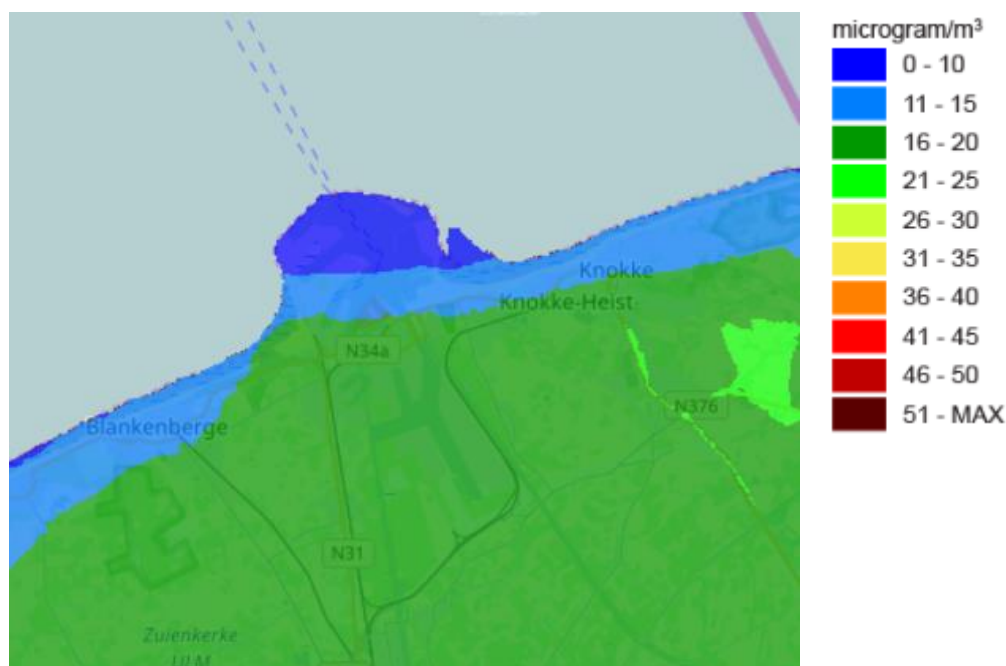 microgram/m³
0 - 10
11 - 15
16 - 20
21 - 25
26 - 30
31 - 35
36 - 40
41 - 45
46 - 50
51 - MAX
Knokke
Knokke-Heist
N34a
N376
Blankenberge
N31
Zuienkerke
ULM